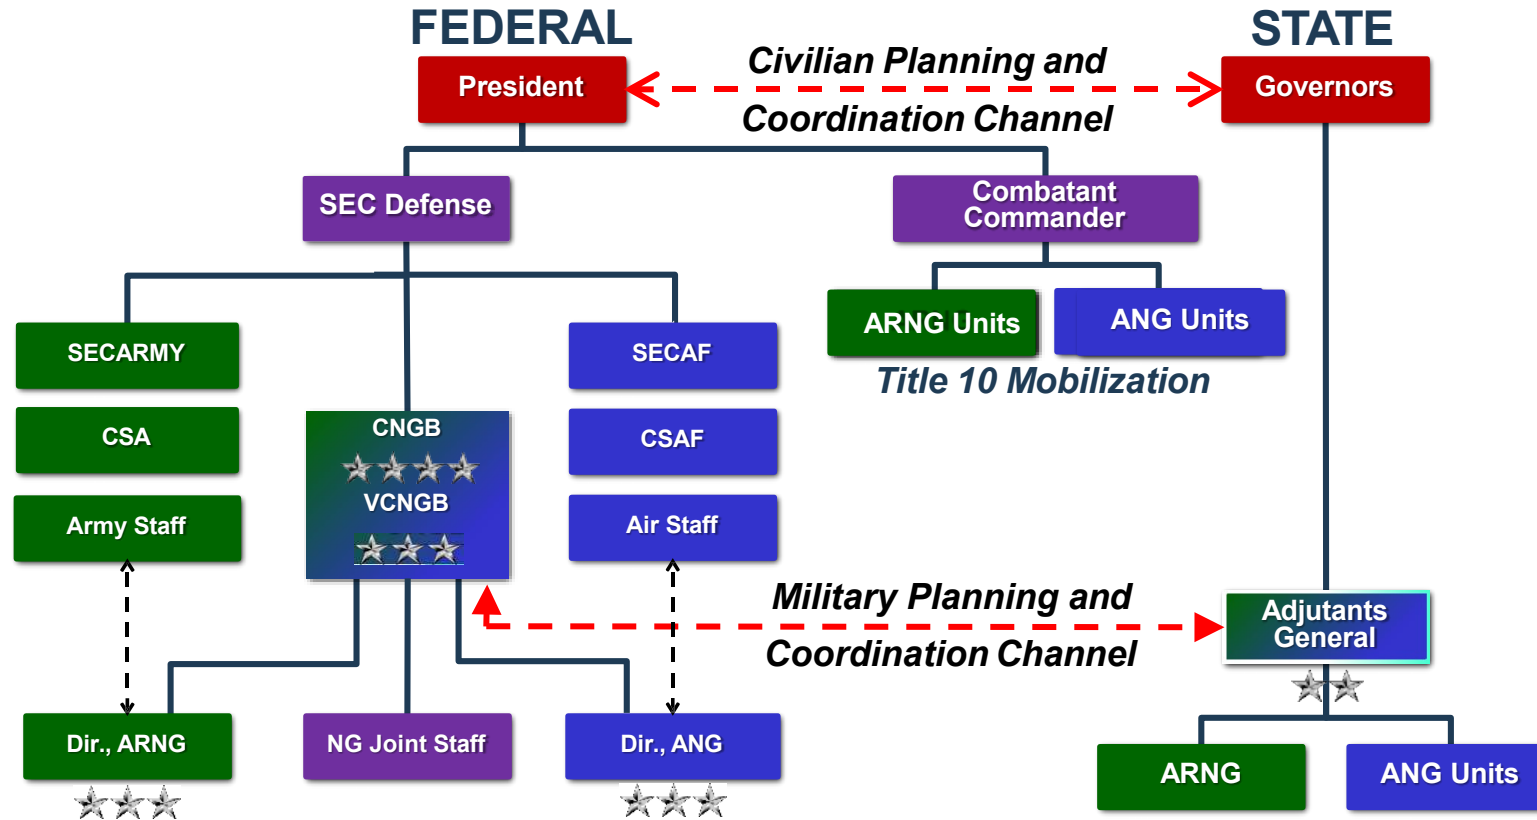 FEDERAL
STATE
President
Civilian Planning and
Coordination Channel
Governors
SEC Defense
Combatant
Commander
ARNG Units
ANG Units
Title 10 Mobilization
SECARMY
SECAF
CSA
CNGB
VCNGB
CSAF
Army Staff
Air Staff
Military Planning and
Coordination Channel
Adjutants
General
Dir., ARNG
NG Joint Staff
Dir., ANG
ARNG
ANG Units